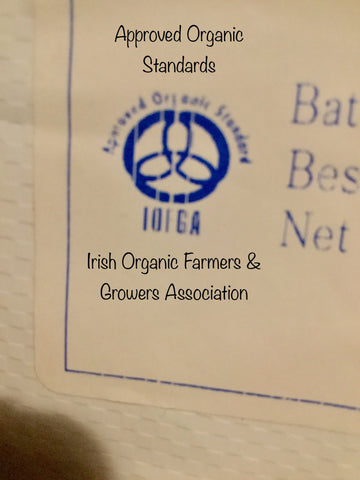 Approved Organic
Standards
Approved Organic Standard
IOFGA
Bat
Bes
Net
Irish Organic Farmers &
Growers Association